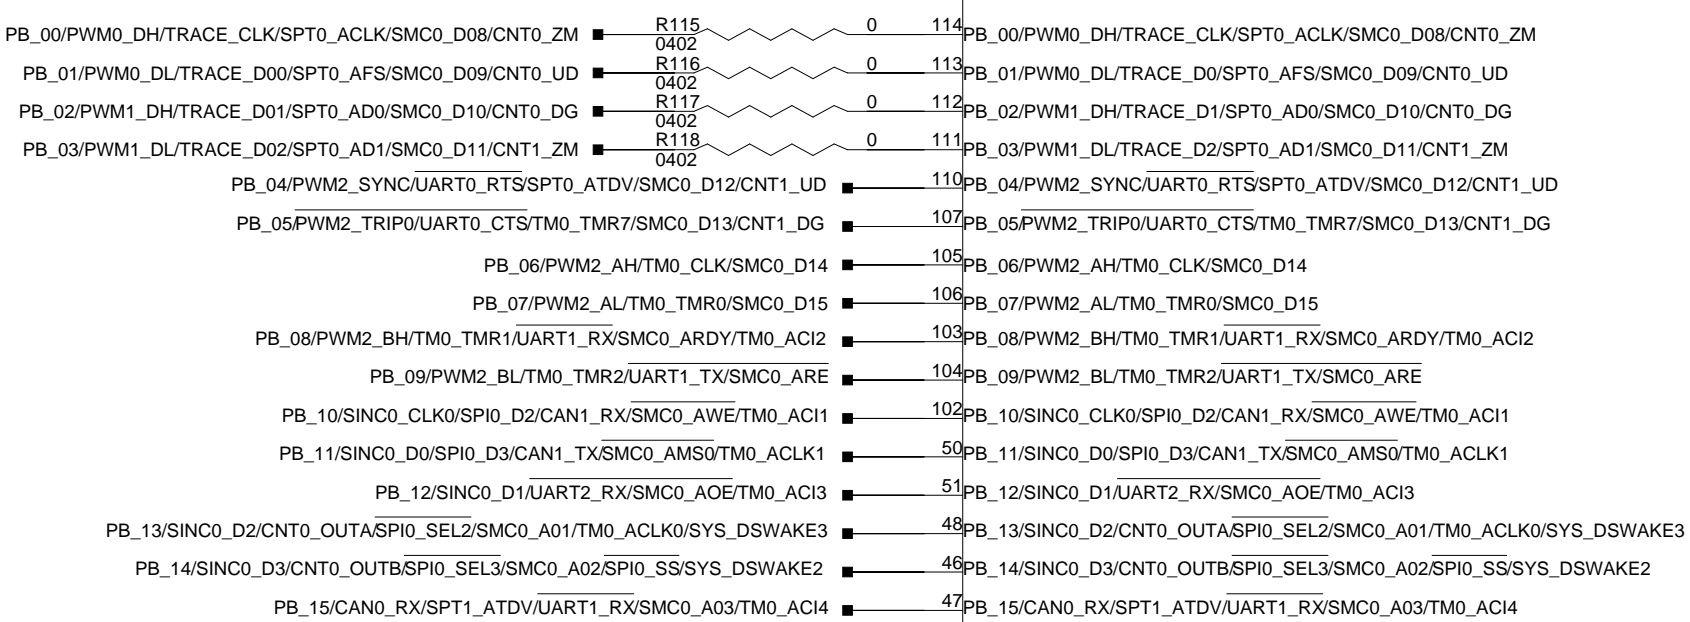 PB_00/PWM0_DH/TRACE_CLK/SPT0_ACLK/SMC0_D08/CNT0_ZM R115 0402 0 114 PB_00/PWM0_DH/TRACE_CLK/SPT0_ACLK/SMC0_D08/CNT0_ZM
PB_01/PWM0_DL/TRACE_D00/SPT0_AFS/SMC0_D09/CNT0_UD R116 0402 0 113 PB_01/PWM0_DL/TRACE_D0/SPT0_AFS/SMC0_D09/CNT0_UD
PB_02/PWM1_DH/TRACE_D01/SPT0_AD0/SMC0_D10/CNT0_DG R117 0402 0 112 PB_02/PWM1_DH/TRACE_D1/SPT0_AD0/SMC0_D10/CNT0_DG
PB_03/PWM1_DL/TRACE_D02/SPT0_AD1/SMC0_D11/CNT1_ZM R118 0402 0 111 PB_03/PWM1_DL/TRACE_D2/SPT0_AD1/SMC0_D11/CNT1_ZM
PB_04/PWM2_SYNC/UART0_RTS/SPT0_ATDV/SMC0_D12/CNT1_UD 110 PB_04/PWM2_SYNC/UART0_RTS/SPT0_ATDV/SMC0_D12/CNT1_UD
PB_05/PWM2_TRIP0/UART0_CTS/TM0_TMR7/SMC0_D13/CNT1_DG 107 PB_05/PWM2_TRIP0/UART0_CTS/TM0_TMR7/SMC0_D13/CNT1_DG
PB_06/PWM2_AH/TM0_CLK/SMC0_D14 105 PB_06/PWM2_AH/TM0_CLK/SMC0_D14
PB_07/PWM2_AL/TM0_TMR0/SMC0_D15 106 PB_07/PWM2_AL/TM0_TMR0/SMC0_D15
PB_08/PWM2_BH/TM0_TMR1/UART1_RX/SMC0_ARDY/TM0_ACI2 103 PB_08/PWM2_BH/TM0_TMR1/UART1_RX/SMC0_ARDY/TM0_ACI2
PB_09/PWM2_BL/TM0_TMR2/UART1_TX/SMC0_ARE 104 PB_09/PWM2_BL/TM0_TMR2/UART1_TX/SMC0_ARE
PB_10/SINC0_CLK0/SPI0_D2/CAN1_RX/SMC0_AWE/TM0_ACI1 102 PB_10/SINC0_CLK0/SPI0_D2/CAN1_RX/SMC0_AWE/TM0_ACI1
PB_11/SINC0_D0/SPI0_D3/CAN1_TX/SMC0_AMS0/TM0_ACLK1 50 PB_11/SINC0_D0/SPI0_D3/CAN1_TX/SMC0_AMS0/TM0_ACLK1
PB_12/SINC0_D1/UART2_RX/SMC0_AOE/TM0_ACI3 51 PB_12/SINC0_D1/UART2_RX/SMC0_AOE/TM0_ACI3
PB_13/SINC0_D2/CNT0_OUTA/SPI0_SEL2/SMC0_A01/TM0_ACLK0/SYS_DSWAKE3 48 PB_13/SINC0_D2/CNT0_OUTA/SPI0_SEL2/SMC0_A01/TM0_ACLK0/SYS_DSWAKE3
PB_14/SINC0_D3/CNT0_OUTB/SPI0_SEL3/SMC0_A02/SPI0_SS/SYS_DSWAKE2 46 PB_14/SINC0_D3/CNT0_OUTB/SPI0_SEL3/SMC0_A02/SPI0_SS/SYS_DSWAKE2
PB_15/CAN0_RX/SPT1_ATDV/UART1_RX/SMC0_A03/TM0_ACI4 47 PB_15/CAN0_RX/SPT1_ATDV/UART1_RX/SMC0_A03/TM0_ACI4